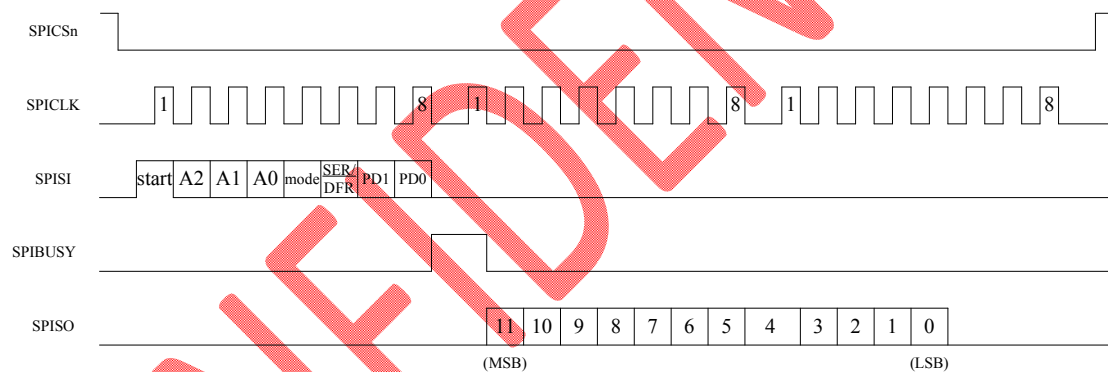 SPICSn
SPICLK 1 8 1 8 1 8
SPISI start A2 A1 A0 mode SER/DFR PD1 PD0
SPIBUSY
SPISO 11 10 9 8 7 6 5 4 3 2 1 0
(MSB) (LSB)